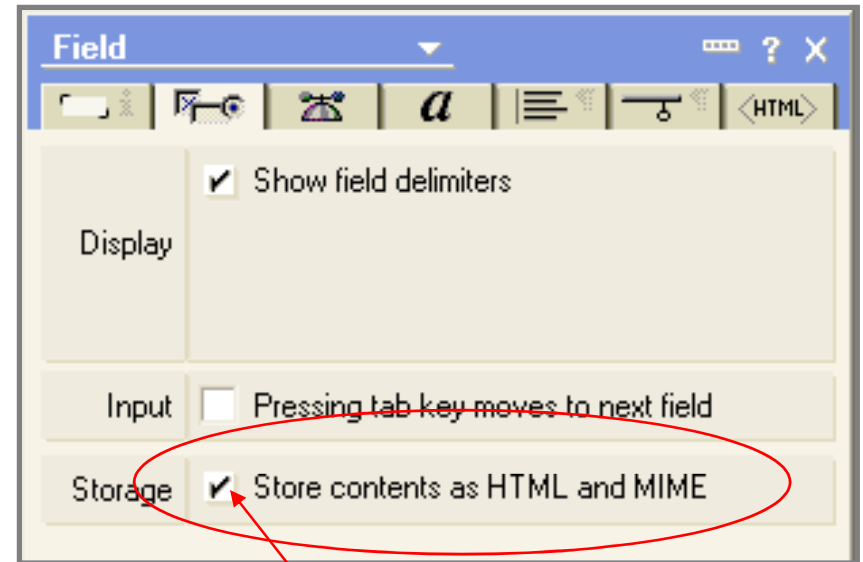 Field ? X
a <HTML>
Show field delimiters
Display
Input Pressing tab key moves to next field
Storage Store contents as HTML and MIME